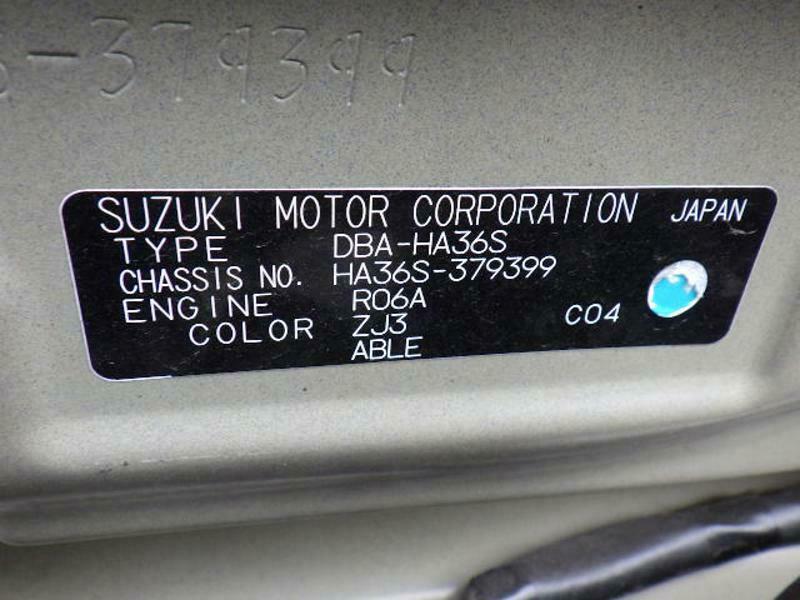 -379399
SUZUKI MOTOR CORPORATION JAPAN
TYPE DBA-HA36S
CHASSIS NO. HA36S-379399
ENGINE R06A
COLOR ZJ3 C04
ABLE